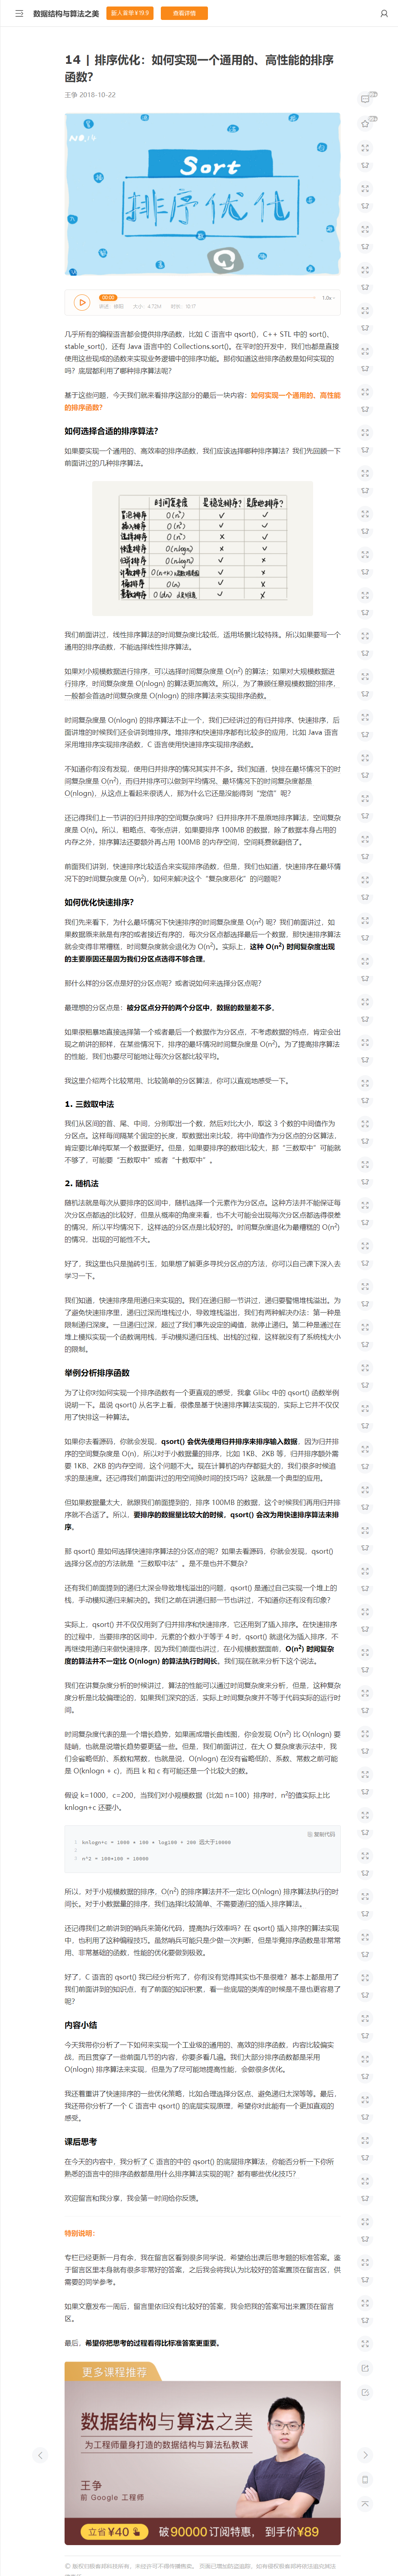 数据结构与算法之美
新人首单¥19.9
查看详情
14 | 排序优化：如何实现一个通用的、高性能的排序
函数？
王争 2018-10-22
Sort
排序优化
00:00
1.0x
几乎所有的编程语言都会提供排序函数，比如 C 语言中 qsort()，C++ STL 中的 sort()、
stable_sort()，还有 Java 语言中的 Collections.sort()。在平时的开发中，我们也都是直接
使用这些现成的函数来实现业务逻辑中的排序功能。那你知道这些排序函数是如何实现的
吗？底层都利用了哪种排序算法呢？
基于这些问题，今天我们就来看排序这部分的最后一块内容：如何实现一个通用的、高性能
的排序函数？
如何选择合适的排序算法？
如果要实现一个通用的、高效率的排序函数，我们应该选择哪种排序算法？我们先回顾一下
前面讲过的几种排序算法。
时间复杂度 是稳定排序？ 是原地排序？
冒泡排序 O(n²) ✓ ✓
插入排序 O(n²) ✓ ✓
选择排序 O(n²) ✗ ✓
快速排序 O(nlogn) ✗ ✓
归并排序 O(nlogn) ✓ ✗
计数排序 O(n+k) k是数据范围 ✓ ✗
桶排序 O(n) ✓ ✗
基数排序 O(dn) d是维度 ✓ ✗
我们前面讲过，线性排序算法的时间复杂度比较低，适用场景比较特殊。所以如果要写一个
通用的排序函数，不能选择线性排序算法。
如果对小规模数据进行排序，可以选择时间复杂度是 O(n²) 的算法；如果对大规模数据进
行排序，时间复杂度是 O(nlogn) 的算法更加高效。所以，为了兼顾任意规模数据的排序，
一般都会首选时间复杂度是 O(nlogn) 的排序算法来实现排序函数。
时间复杂度是 O(nlogn) 的排序算法不止一个，我们已经讲过的有归并排序、快速排序，后
面讲堆的时候我们还会讲到堆排序。堆排序和快速排序都有比较多的应用，比如 Java 语言
采用堆排序实现排序函数，C 语言使用快速排序实现排序函数。
不知道你有没有发现，使用归并排序的情况其实并不多。我们知道，快排在最坏情况下的时
间复杂度是 O(n²)，而归并排序可以做到平均情况、最坏情况下的时间复杂度都是
O(nlogn)，从这点上看起来很诱人，那为什么它还是没能得到“宠信”呢？
还记得我们上一节讲的归并排序的空间复杂度吗？归并排序并不是原地排序算法，空间复杂
度是 O(n)。所以，粗略点、夸张点讲，如果要排序 100MB 的数据，除了数据本身占用的
内存之外，排序算法还要额外再占用 100MB 的内存空间，空间耗费就翻倍了。
前面我们讲到，快速排序比较适合来实现排序函数，但是，我们也知道，快速排序在最坏情
况下的时间复杂度是 O(n²)，如何来解决这个“复杂度恶化”的问题呢？
如何优化快速排序？
我们先来看下，为什么最坏情况下快速排序的时间复杂度是 O(n²) 呢？我们前面讲过，如
果数据原来就是有序的或者接近有序的，每次分区点都选择最后一个数据，那快速排序算法
就会变得非常糟糕，时间复杂度就会退化为 O(n²)。实际上，这种 O(n²) 时间复杂度出现
的主要原因还是因为我们分区点选得不够合理。
那什么样的分区点是好的分区点呢？或者说如何来选择分区点呢？
最理想的分区点是：被分区点分开的两个分区中，数据的数量差不多。
如果很粗暴地直接选择第一个或者最后一个数据作为分区点，不考虑数据的特点，肯定会出
现之前讲的那样，在某些情况下，排序的最坏情况时间复杂度是 O(n²)。为了提高排序算法
的性能，我们也要尽可能地让每次分区都比较平均。
我这里介绍两个比较常用、比较简单的分区算法，你可以直观地感受一下。
1. 三数取中法
我们从区间的首、尾、中间，分别取出一个数，然后对比大小，取这 3 个数的中间值作为
分区点。这样每间隔某个固定的长度，取数据出来比较，将中间值作为分区点的分区算法，
肯定要比单纯取某一个数据更好。但是，如果要排序的数组比较大，那“三数取中”可能就
不够了，可能要“五数取中”或者“十数取中”。
2. 随机法
随机法就是每次从要排序的区间中，随机选择一个元素作为分区点。这种方法并不能保证每
次分区点都选的比较好，但是从概率的角度来看，也不大可能会出现每次分区点都选得很差
的情况，所以平均情况下，这样选的分区点是比较好的。时间复杂度退化为最糟糕的 O(n²)
的情况，出现的可能性不大。
好了，我这里也只是抛砖引玉，如果想了解更多寻找分区点的方法，你可以自己课下深入去
学习一下。
我们知道，快速排序是用递归来实现的。我们在递归那一节讲过，递归要警惕堆栈溢出。为
了避免快速排序里，递归过深而堆栈过小，导致堆栈溢出，我们有两种解决办法：第一种是
限制递归深度。一旦递归过深，超过了我们事先设定的阈值，就停止递归。第二种是通过在
堆上模拟实现一个函数调用栈，手动模拟递归压栈、出栈的过程，这样就没有了系统栈大小
的限制。
举例分析排序函数
为了让你对如何实现一个排序函数有一个更直观的感受，我拿 Glibc 中的 qsort() 函数举例
说明一下。虽说 qsort() 从名字上看，很像是基于快速排序算法实现的，实际上它并不仅仅
用了快排这一种算法。
如果你去看源码，你就会发现，qsort() 会优先使用归并排序来排序输入数据，因为归并排
序的空间复杂度是 O(n)，所以对于小数据量的排序，比如 1KB、2KB 等，归并排序额外需
要 1KB、2KB 的内存空间，这个问题不大。现在计算机的内存都挺大的，我们很多时候追
求的是速度。还记得我们前面讲过的用空间换时间的技巧吗？这就是一个典型的应用。
但如果数据量太大，就跟我们前面提到的，排序 100MB 的数据，这个时候我们再用归并排
序就不合适了。所以，要排序的数据量比较大的时候，qsort() 会改为用快速排序算法来排
序。
那 qsort() 是如何选择快速排序算法的分区点的呢？如果去看源码，你就会发现，qsort()
选择分区点的方法就是“三数取中法”。是不是也并不复杂？
还有我们前面提到的递归太深会导致堆栈溢出的问题，qsort() 是通过自己实现一个堆上的
栈，手动模拟递归来解决的。我们之前在讲递归那一节也讲过，不知道你还有没有印象？
实际上，qsort() 并不仅仅用到了归并排序和快速排序，它还用到了插入排序。在快速排序
的过程中，当要排序的区间中，元素的个数小于等于 4 时，qsort() 就退化为插入排序，不
再继续用递归来做快速排序，因为我们前面也讲过，在小规模数据面前，O(n²) 时间复杂
度的算法并不一定比 O(nlogn) 的算法执行时间长。我们现在就来分析下这个说法。
我们在讲复杂度分析的时候讲过，算法的性能可以通过时间复杂度来分析，但是，这种复杂
度分析是比较偏理论的，如果我们深究的话，实际上时间复杂度并不等于代码实际的运行时
间。
时间复杂度代表的是一个增长趋势，如果画成增长曲线图，你会发现 O(n²) 比 O(nlogn) 要
陡峭，也就是说增长趋势要更猛一些。但是，我们前面讲过，在大 O 复杂度表示法中，我
们会省略低阶、系数和常数，也就是说，O(nlogn) 在没有省略低阶、系数、常数之前可能
是 O(knlogn + c)，而且 k 和 c 有可能还是一个比较大的数。
假设 k=1000，c=200，当我们对小规模数据（比如 n=100）排序时，n²的值实际上比
knlogn+c 还要小。
复制代码
1 knlogn+c = 1000 * 100 * log100 + 200 远大于10000
2
3 n^2 = 100*100 = 10000
所以，对于小规模数据的排序，O(n²) 的排序算法并不一定比 O(nlogn) 排序算法执行的时
间长。对于小数据量的排序，我们选择比较简单、不需要递归的插入排序算法。
还记得我们之前讲到的哨兵来简化代码，提高执行效率吗？在 qsort() 插入排序的算法实现
中，也利用了这种编程技巧。虽然哨兵可能只是少做一次判断，但是毕竟排序函数是非常常
用、非常基础的函数，性能的优化要做到极致。
好了，C 语言的 qsort() 我已经分析完了，你有没有觉得其实也不是很难？基本上都是用了
我们前面讲到的知识点，有了前面的知识积累，看一些底层的类库的时候是不是也更容易了
呢？
内容小结
今天我带你分析了一下如何来实现一个工业级的通用的、高效的排序函数，内容比较偏实
战，而且贯穿了一些前面几节的内容，你要多看几遍。我们大部分排序函数都是采用
O(nlogn) 排序算法来实现，但是为了尽可能地提高性能，会做很多优化。
我还着重讲了快速排序的一些优化策略，比如合理选择分区点、避免递归太深等等。最后，
我还带你分析了一个 C 语言中 qsort() 的底层实现原理，希望你对此能有一个更加直观的
感受。
课后思考
在今天的内容中，我分析了 C 语言的中的 qsort() 的底层排序算法，你能否分析一下你所
熟悉的语言中的排序函数都是用什么排序算法实现的呢？都有哪些优化技巧？
欢迎留言和我分享，我会第一时间给你反馈。
特别说明：
专栏已经更新一月有余，我在留言区看到很多同学说，希望给出课后思考题的标准答案。鉴
于留言区里本身就有很多非常好的答案，之后我会将我认为比较好的答案置顶在留言区，供
需要的同学参考。
如果文章发布一周后，留言里依旧没有比较好的答案，我会把我的答案写出来置顶在留言
区。
最后，希望你把思考的过程看得比标准答案更重要。
更多课程推荐
数据结构与算法之美
为工程师量身打造的数据结构与算法私教课
王争
前 Google 工程师
立省¥40
破90000订阅特惠，到手价¥89
© 版权归极客邦科技所有，未经许可不得传播售卖。 页面已增加防盗追踪，如有侵权极客邦将依法追究其法